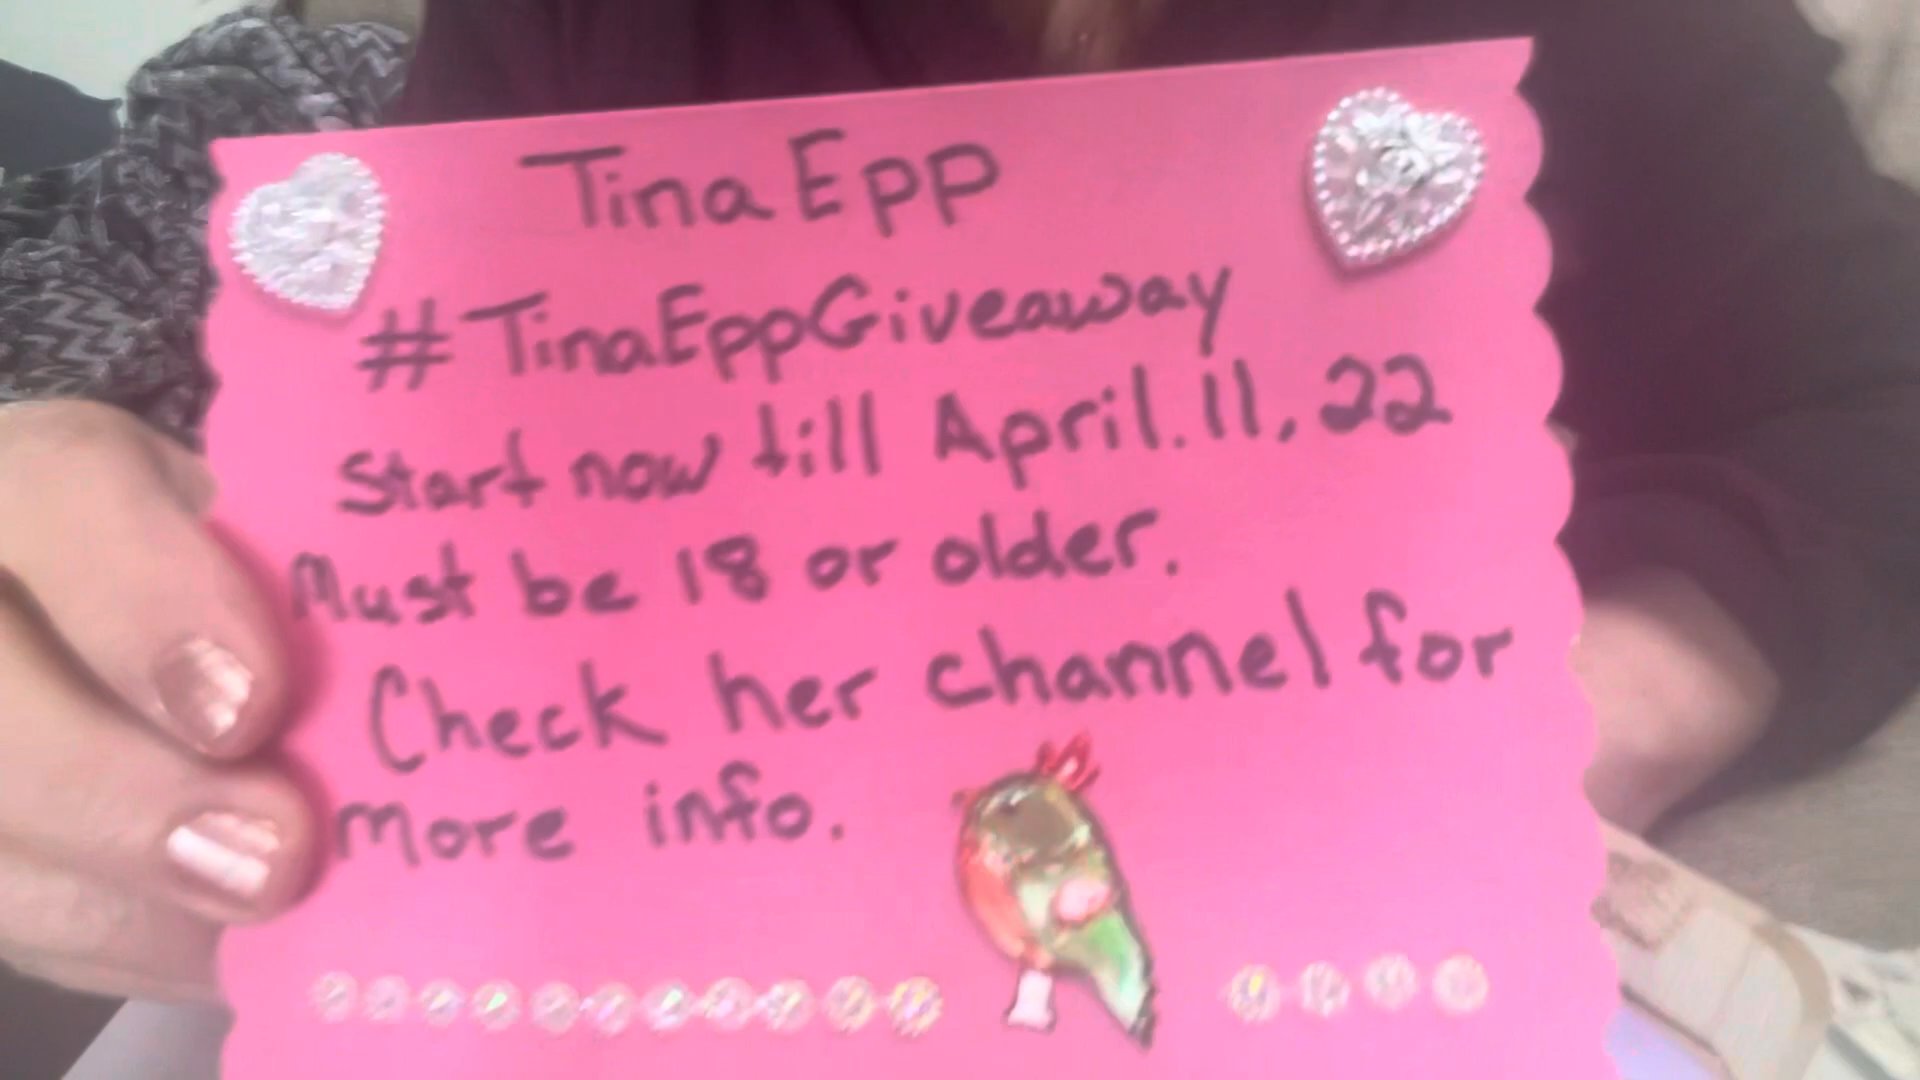 Tina Epp
#TinaEppGiveaway
Start now till April.11,22
Must be 18 or older.
Check her channel for
more info.